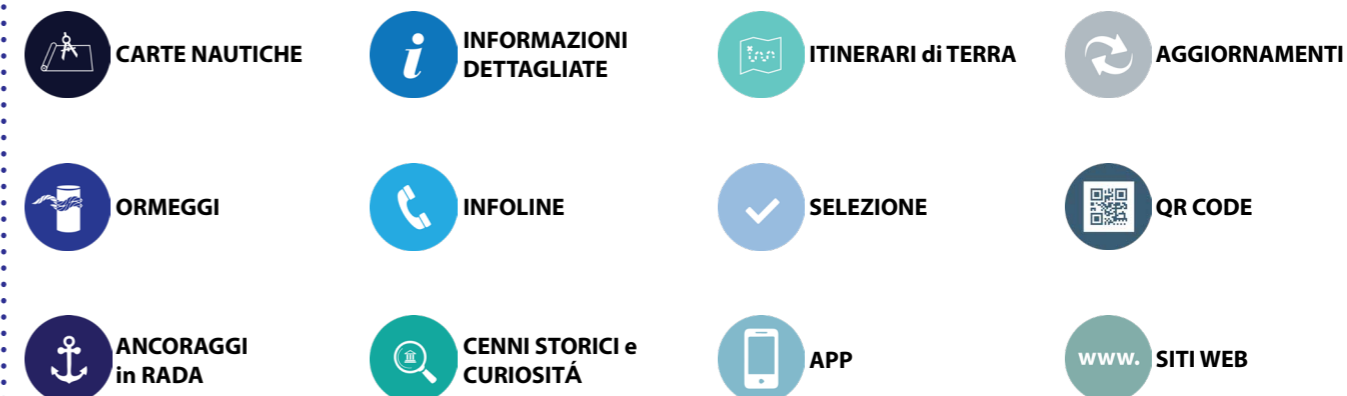 CARTE NAUTICHE
INFORMAZIONI
DETTAGLIATE
ITINERARI di TERRA
AGGIORNAMENTI
ORMEGGI
INFOLINE
SELEZIONE
QR CODE
ANCORAGGI
in RADA
CENNI STORICI e
CURIOSITÁ
APP
www.
SITI WEB